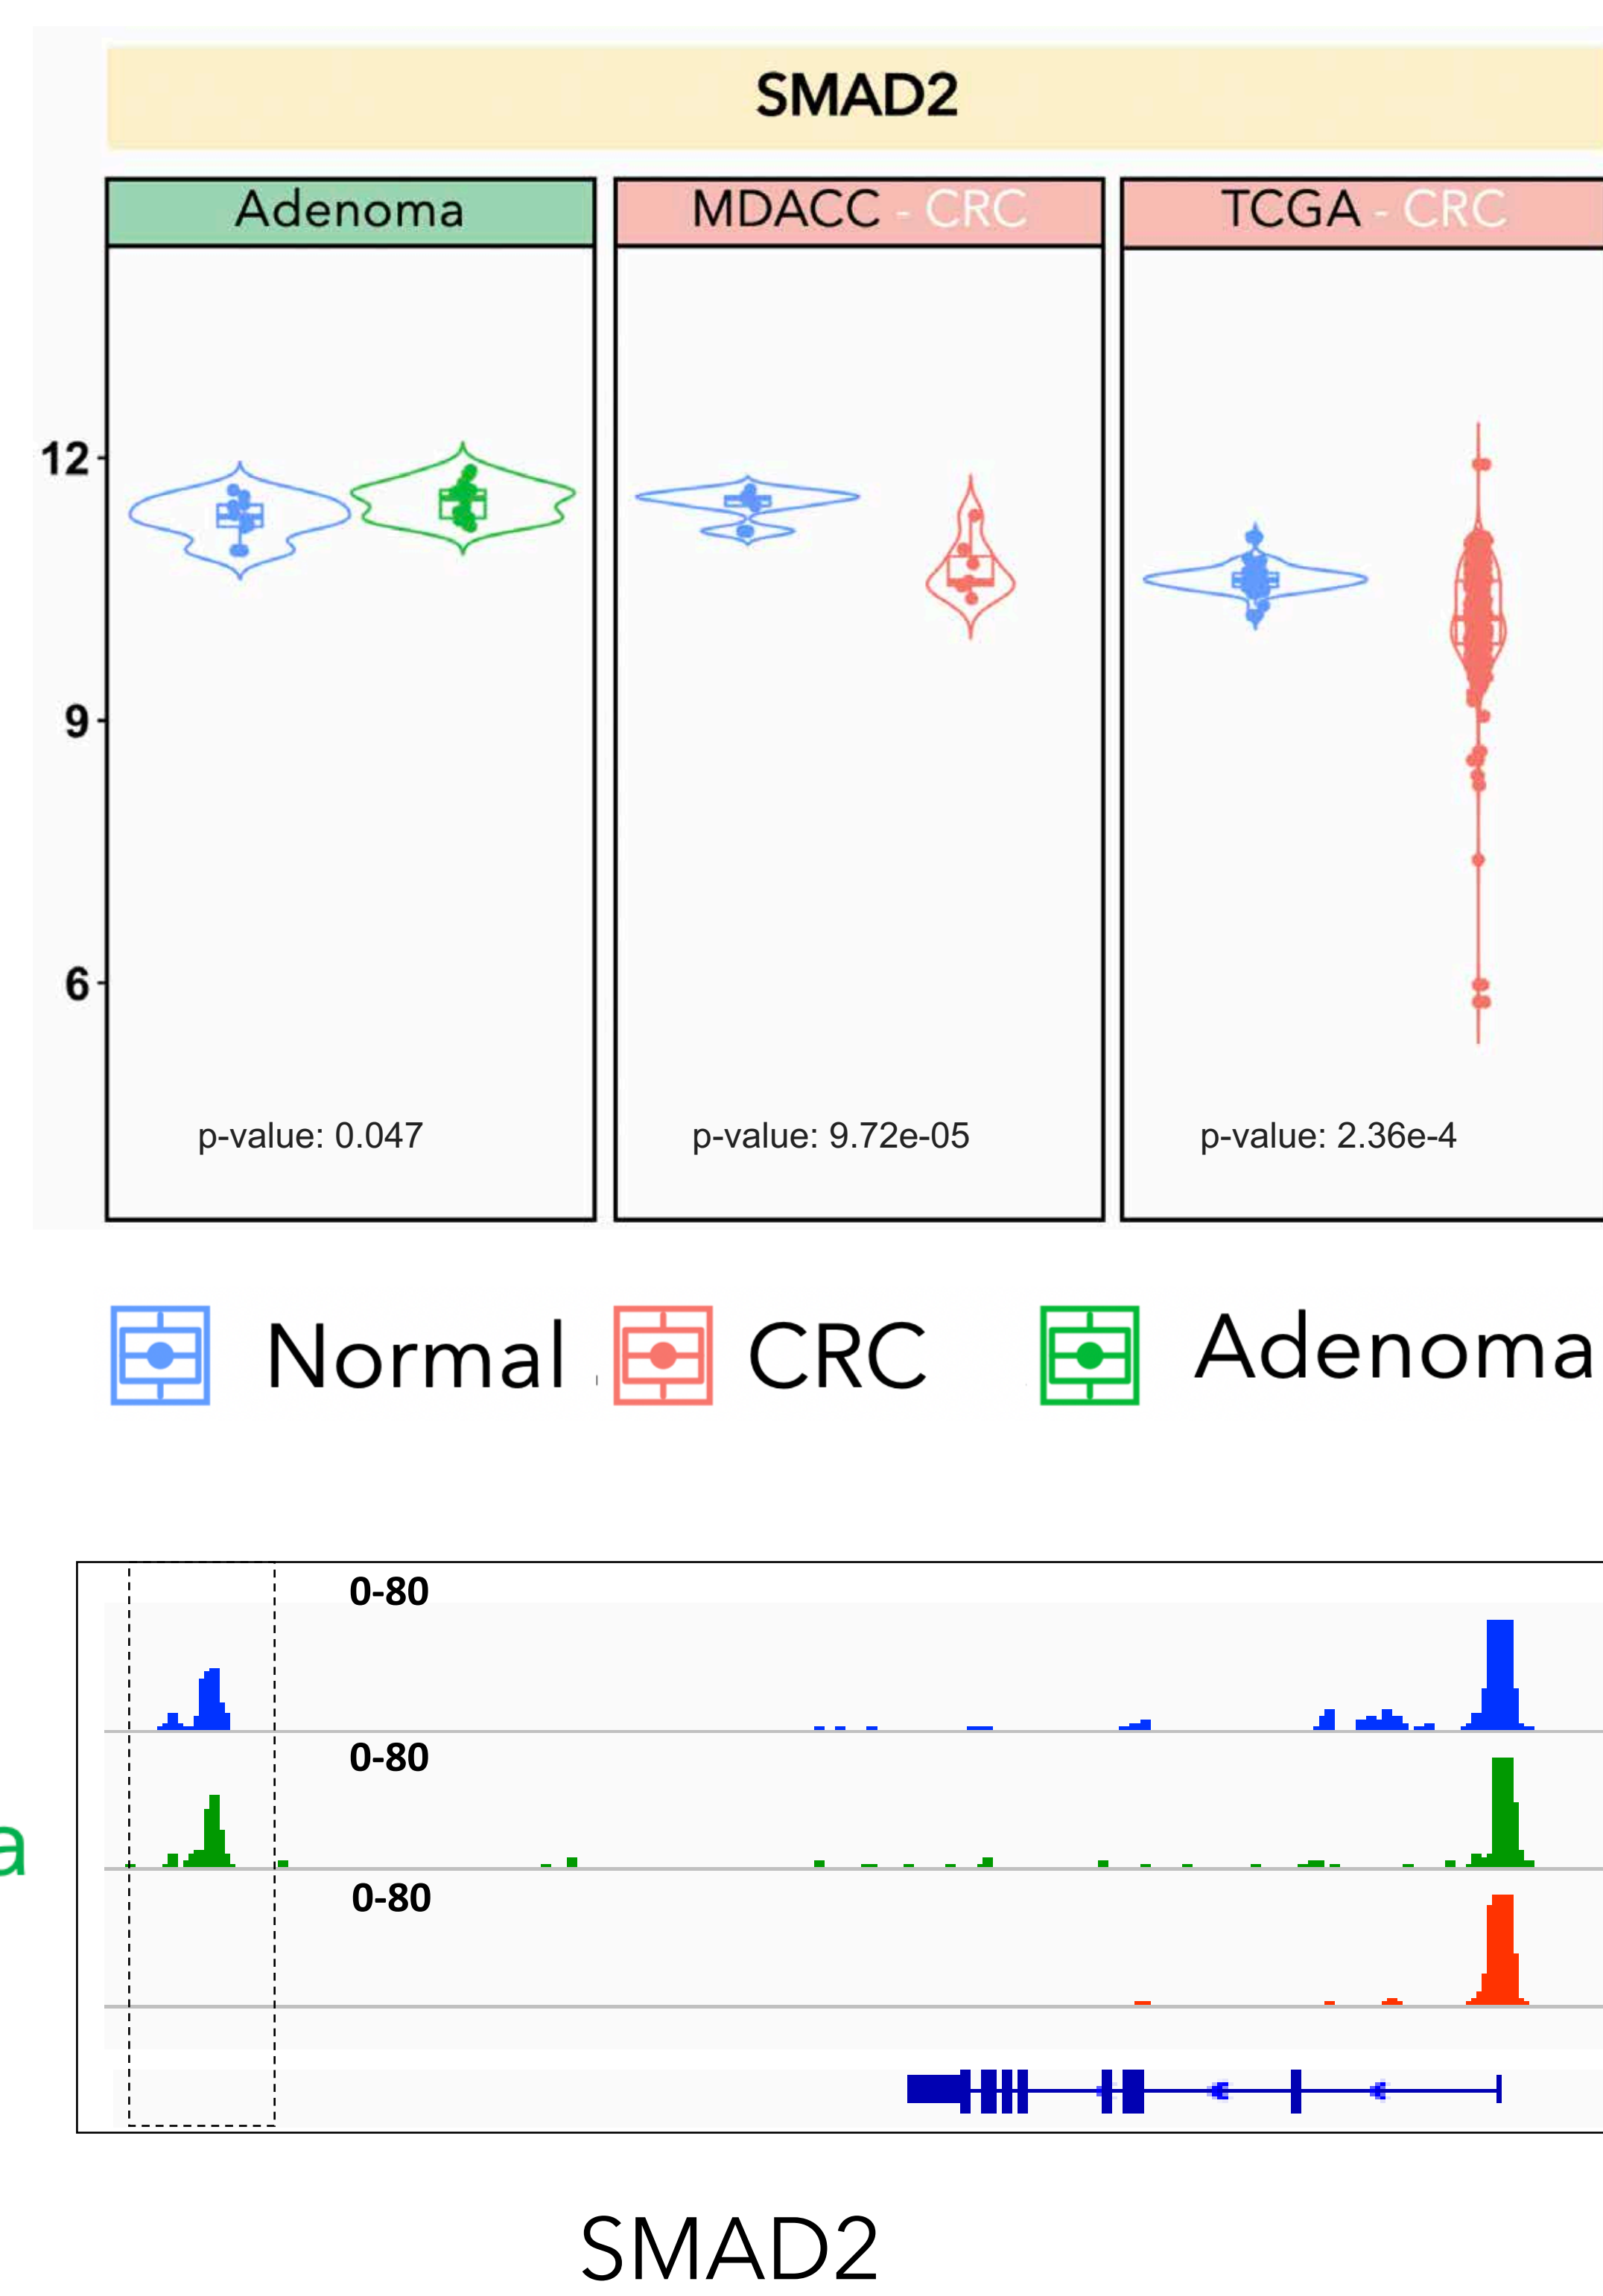 SMAD2
Adenoma
MDACC - CRC
TCGA - CRC
12
9
6
p-value: 0.047
p-value: 9.72e-05
p-value: 2.36e-4
Normal
CRC
Adenoma
0-80
0-80
a
0-80
SMAD2